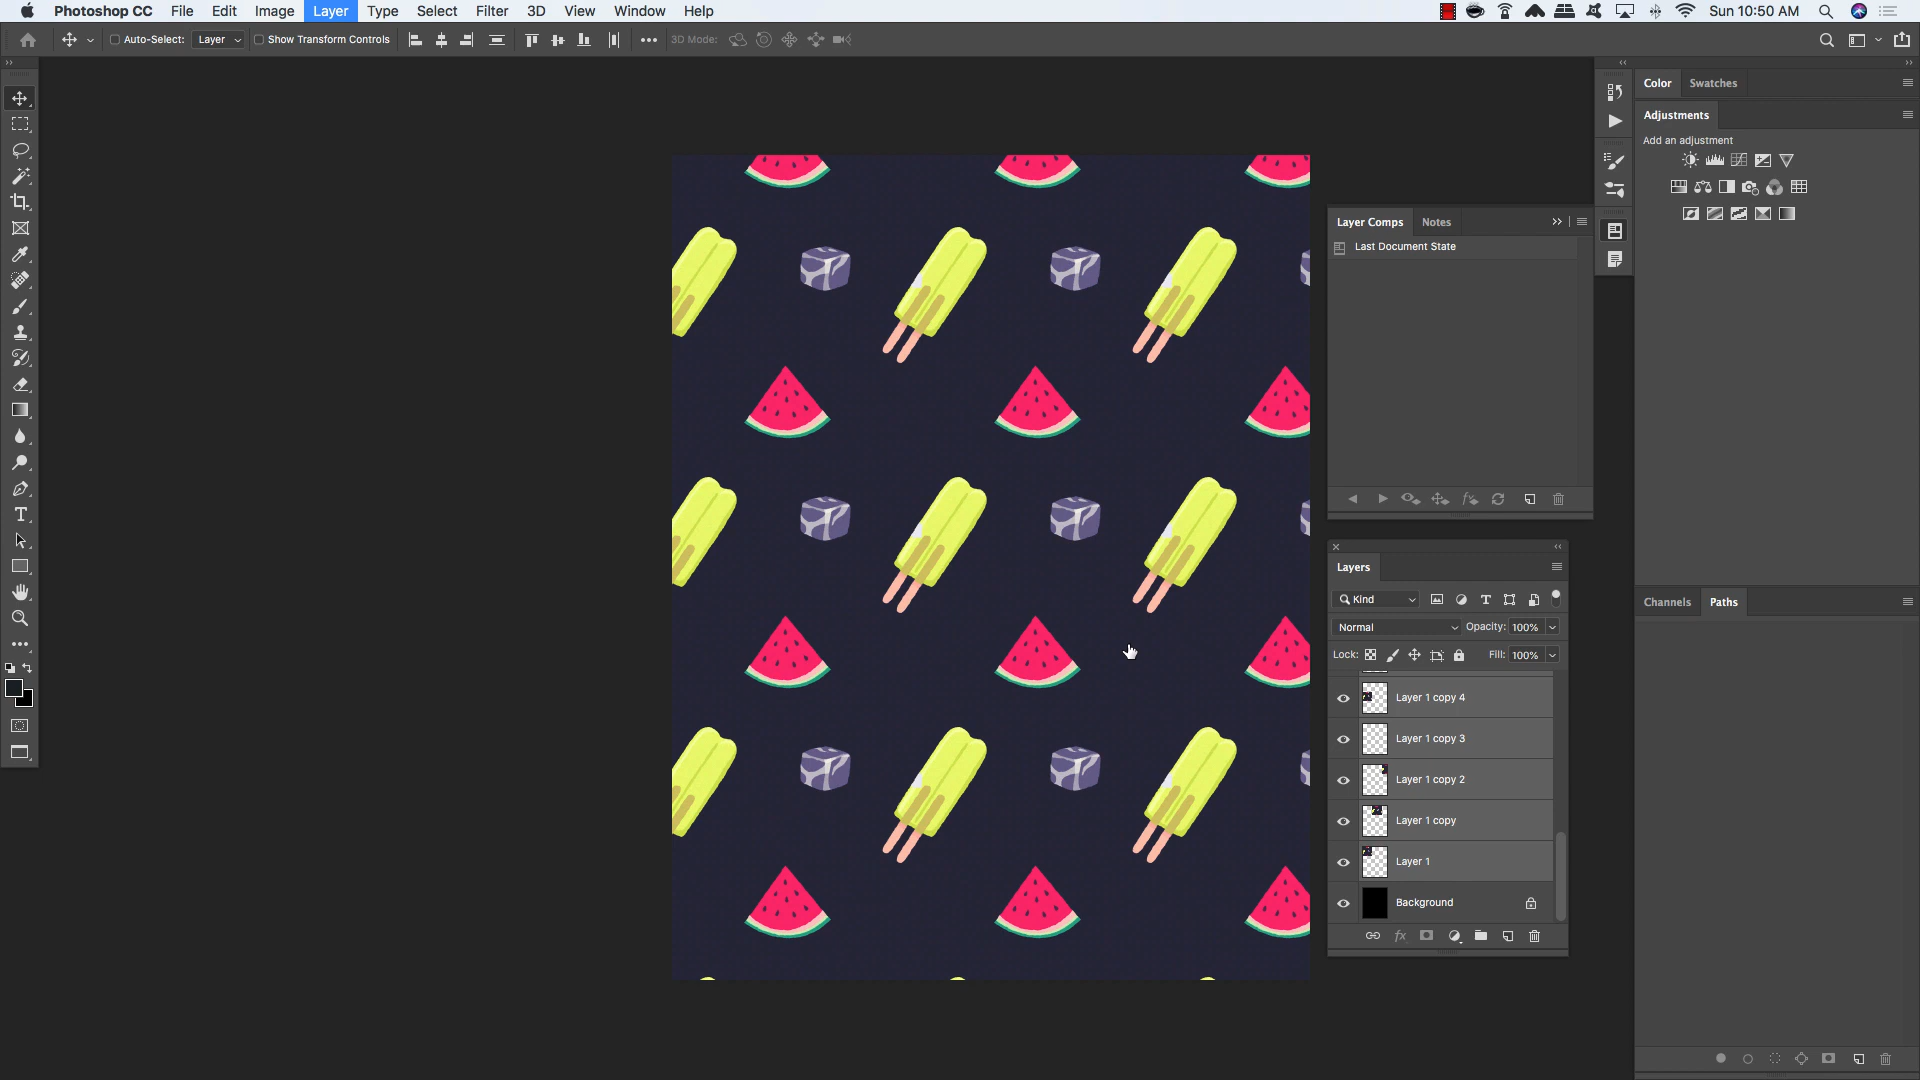 Photoshop CC File Edit Image Layer Type Select Filter 3D View Window Help Sun 10:50 AM
Auto-Select: Layer Show Transform Controls 3D Mode:
Color Swatches
Adjustments
Add an adjustment
Layer Comps Notes
Last Document State
Layers
Kind
Normal Opacity: 100%
Lock: Fill: 100%
Layer 1 copy 4
Layer 1 copy 3
Layer 1 copy 2
Layer 1 copy
Layer 1
Background
Channels Paths